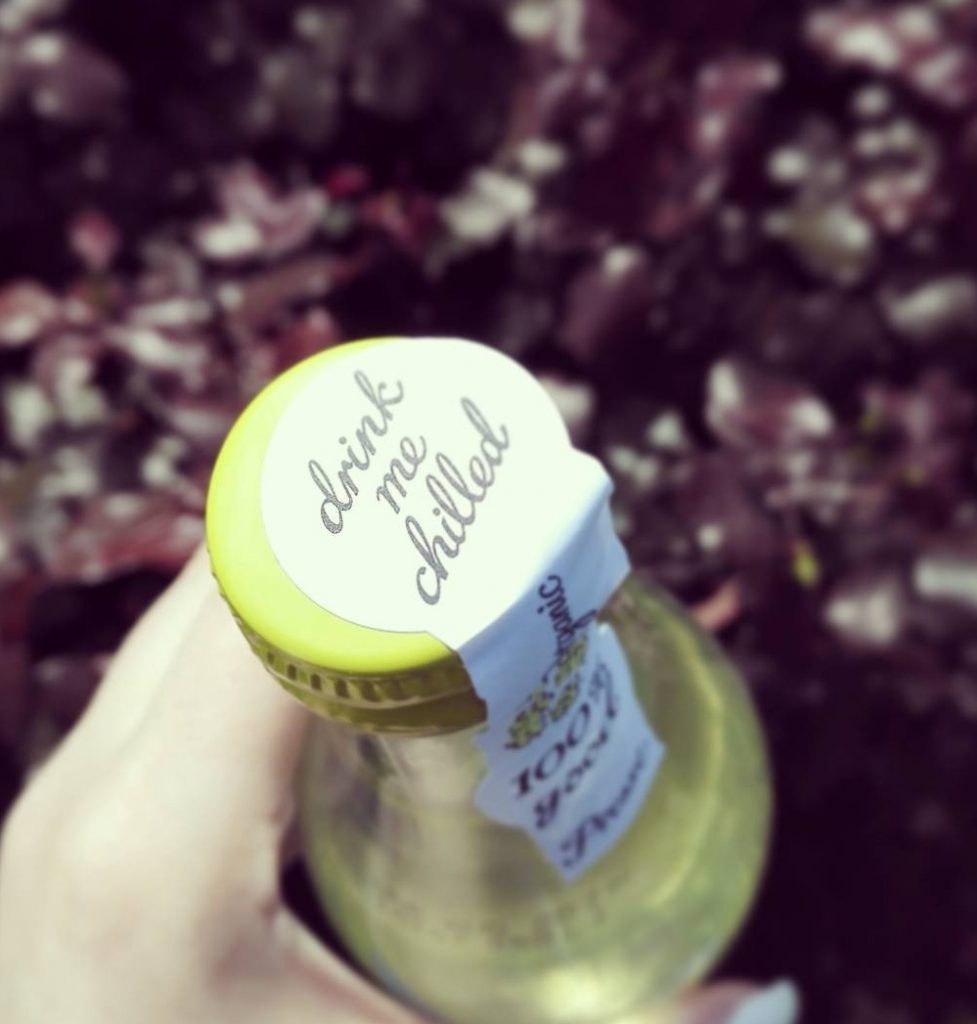 drink
me
chilled
organic
100%
good